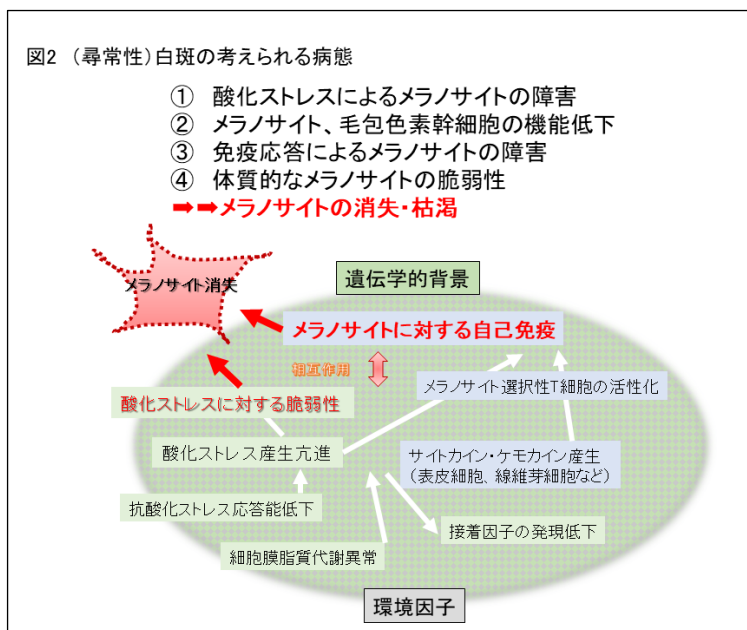 図2 (尋常性)白斑の考えられる病態
① 酸化ストレスによるメラノサイトの障害
② メラノサイト、毛包色素幹細胞の機能低下
③ 免疫応答によるメラノサイトの障害
④ 体質的なメラノサイトの脆弱性
➡➡メラノサイトの消失・枯渇
メラノサイト消失
遺伝学的背景
メラノサイトに対する自己免疫
相互作用
メラノサイト選択性T細胞の活性化
酸化ストレスに対する脆弱性
酸化ストレス産生亢進
サイトカイン・ケモカイン産生
(表皮細胞、線維芽細胞など)
抗酸化ストレス応答能低下
接着因子の発現低下
細胞膜脂質代謝異常
環境因子